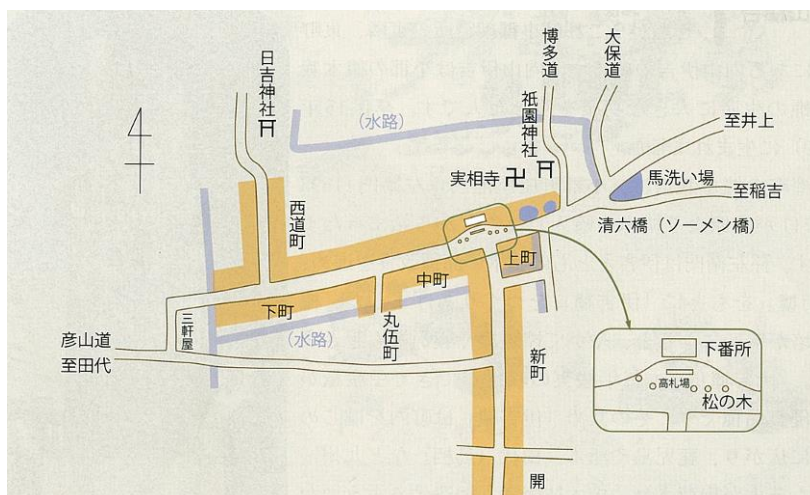 日吉神社
博多道
大保道
祇園神社
(水路)
至井上
馬洗い場
至稲吉
実相寺
清六橋(ソーメン橋)
西道町
上町
中町
下町
丸伍町
三軒屋
(水路)
新町
彦山道
至田代
下番所
高札場
松の木
開